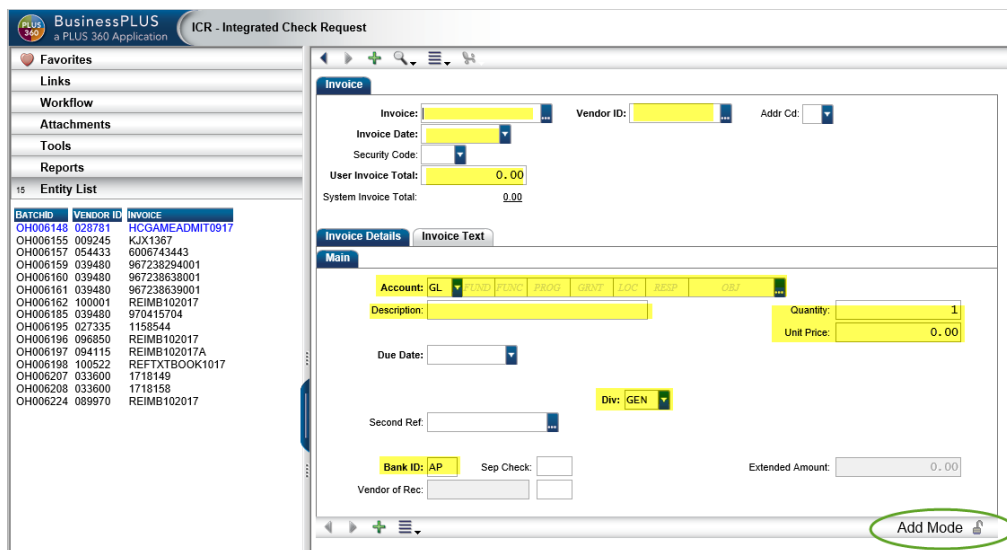 PLUS 360
BusinessPLUS
a PLUS 360 Application
ICR - Integrated Check Request
Favorites
Links
Workflow
Attachments
Tools
Reports
15 Entity List
BATCHID VENDOR ID INVOICE
OH006148 028781 HCGAMEADMIT0917
OH006155 009245 KJX1367
OH006157 054433 6006743443
OH006159 039480 967238294001
OH006160 039480 967238638001
OH006161 039480 967238639001
OH006162 100001 REIMB102017
OH006185 039480 970415704
OH006195 027335 1158544
OH006196 096850 REIMB102017
OH006197 094115 REIMB102017A
OH006198 100522 REFTXTBOOK1017
OH006207 033600 1718149
OH006208 033600 1718158
OH006224 089970 REIMB102017
Invoice
Invoice: Vendor ID: Addr Cd:
Invoice Date:
Security Code:
User Invoice Total: 0.00
System Invoice Total: 0.00
Invoice Details Invoice Text
Main
Account: GL FUND FUNC PROG GRNT LOC RESP OBJ
Description: Quantity: 1
Unit Price: 0.00
Due Date:
Div: GEN
Second Ref:
Bank ID: AP Sep Check: Extended Amount: 0.00
Vendor of Rec:
Add Mode